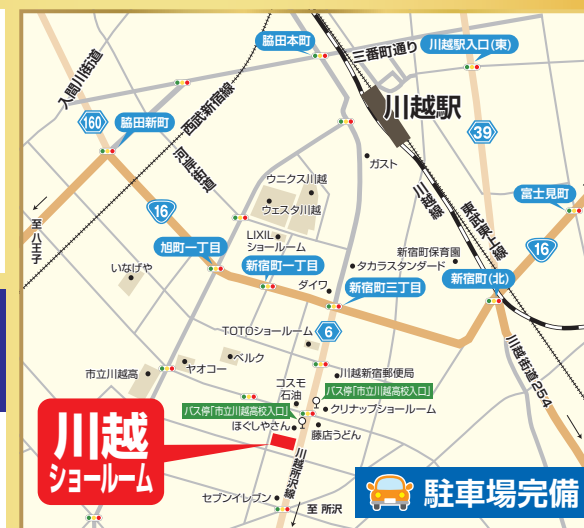 脇田本町
三番町通り
川越駅入口(東)
入間川街道
西武新宿線
川越駅
160
脇田新町
39
河岸街道
ガスト
ウニクス川越
川越線
東武東上線
富士見町
16
ウェスタ川越
至八王子
LIXIL
ショールーム
旭町一丁目
新宿町保育園
16
いなげや
新宿町一丁目
タカラスタンダード
ダイワ
新宿町三丁目
新宿町(北)
TOTOショールーム
6
ベルク
ヤオコー
市立川越高
川越新宿郵便局
川越街道254
コスモ
石油
バス停「市立川越高校入口」
バス停「市立川越高校入口」
クリナップショールーム
ほぐしやさん
藤店うどん
川越
ショールーム
川越所沢線
セブンイレブン
至 所沢
駐車場完備